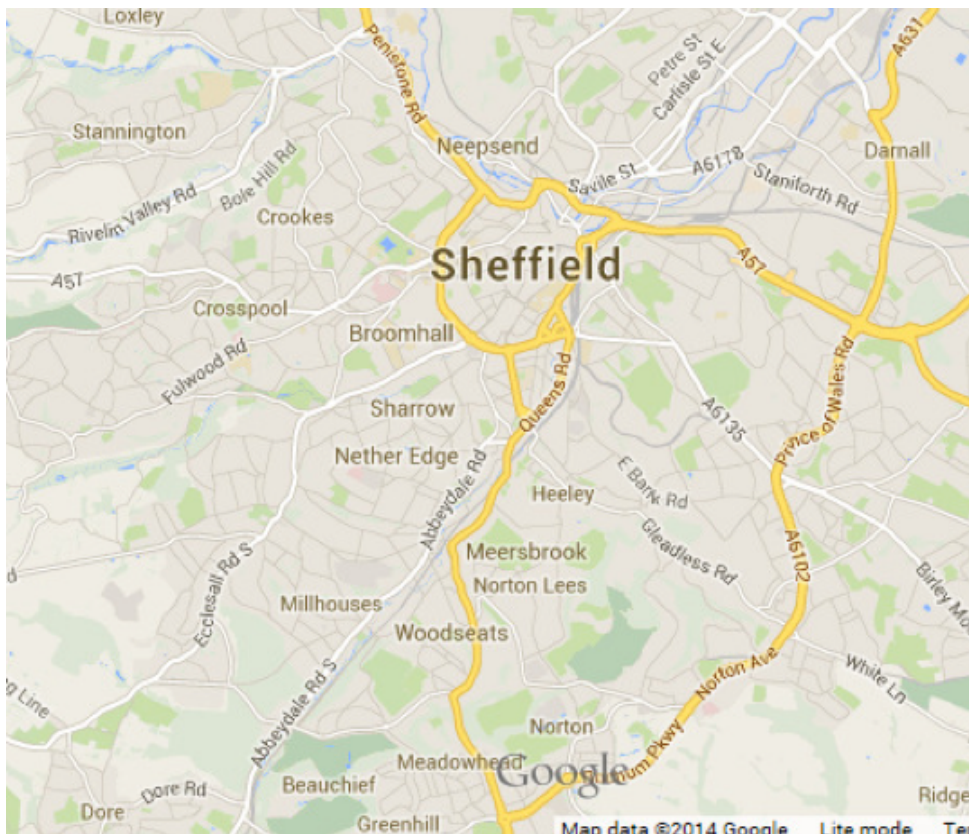 Loxley
Penistone Rd
A631
Petre St
Carlisle St E
Stannington
Neepsend
Darnall
A6178
Savile St
Staniforth Rd
Bole Hill Rd
Crookes
Rivelin Valley Rd
A57
Sheffield
A57
Crosspool
Broomhall
Fulwood Rd
Queens Rd
Prince of Wales Rd
Sharrow
A6135
Nether Edge
Abbeydale Rd
Heeley
E Bank Rd
Gleadless Rd
Meersbrook
A6102
Norton Lees
Birley Mo
Ecclesall Rd S
Millhouses
Woodseats
Norton Ave
White Ln
g Line
Abbeydale Rd S
Norton
Pkwy
Meadowhead
Google
Beauchief
Dore Rd
Ridge
Dore
Greenhill
Map data ©2014 Google Lite mode